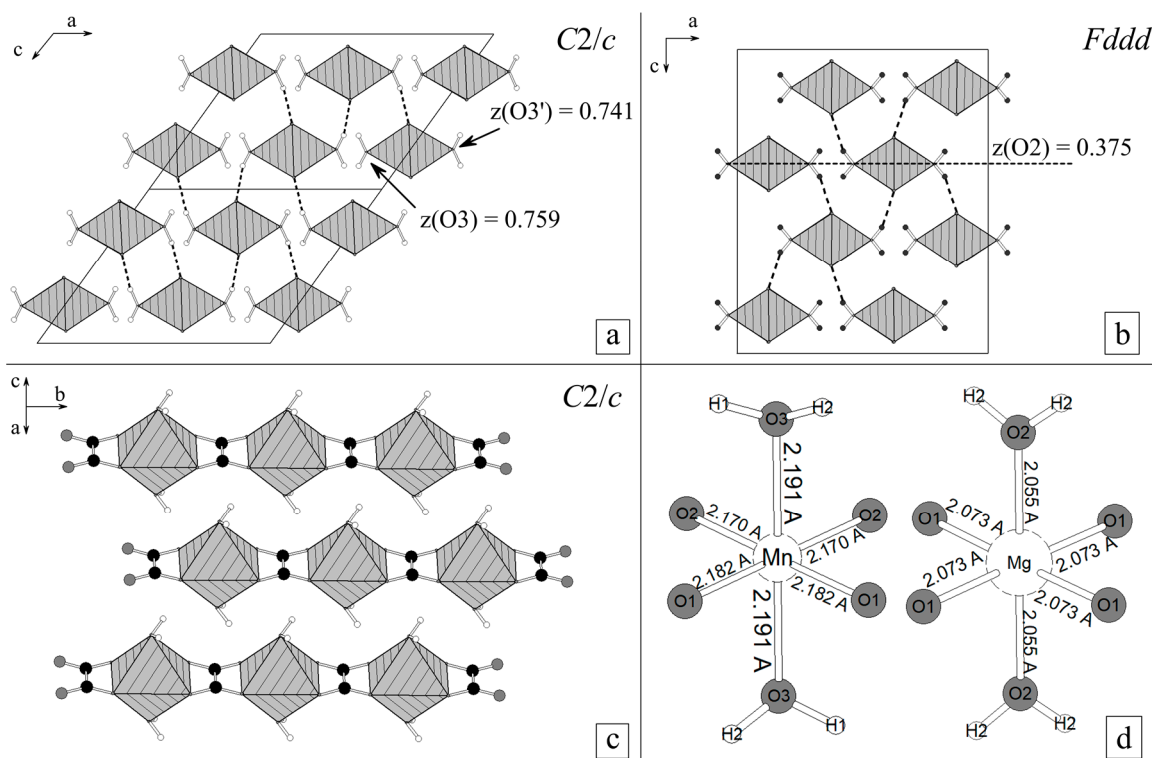 a
c
C2/c
z(O3') = 0.741
z(O3) = 0.759
a
a
c
Fddd
z(O2) = 0.375
b
c
b
a
C2/c
c
H1
O3
H2
2.191 A
O2
2.170 A
O2
2.170 A
Mn
2.182 A
O1
2.182 A
O1
2.191 A
O3
H2
H1
H2
H2
O2
2.055 A
O1
2.073 A
O1
2.073 A
Mg
2.073 A
O1
2.073 A
O1
2.055 A
O2
H2
H2
d